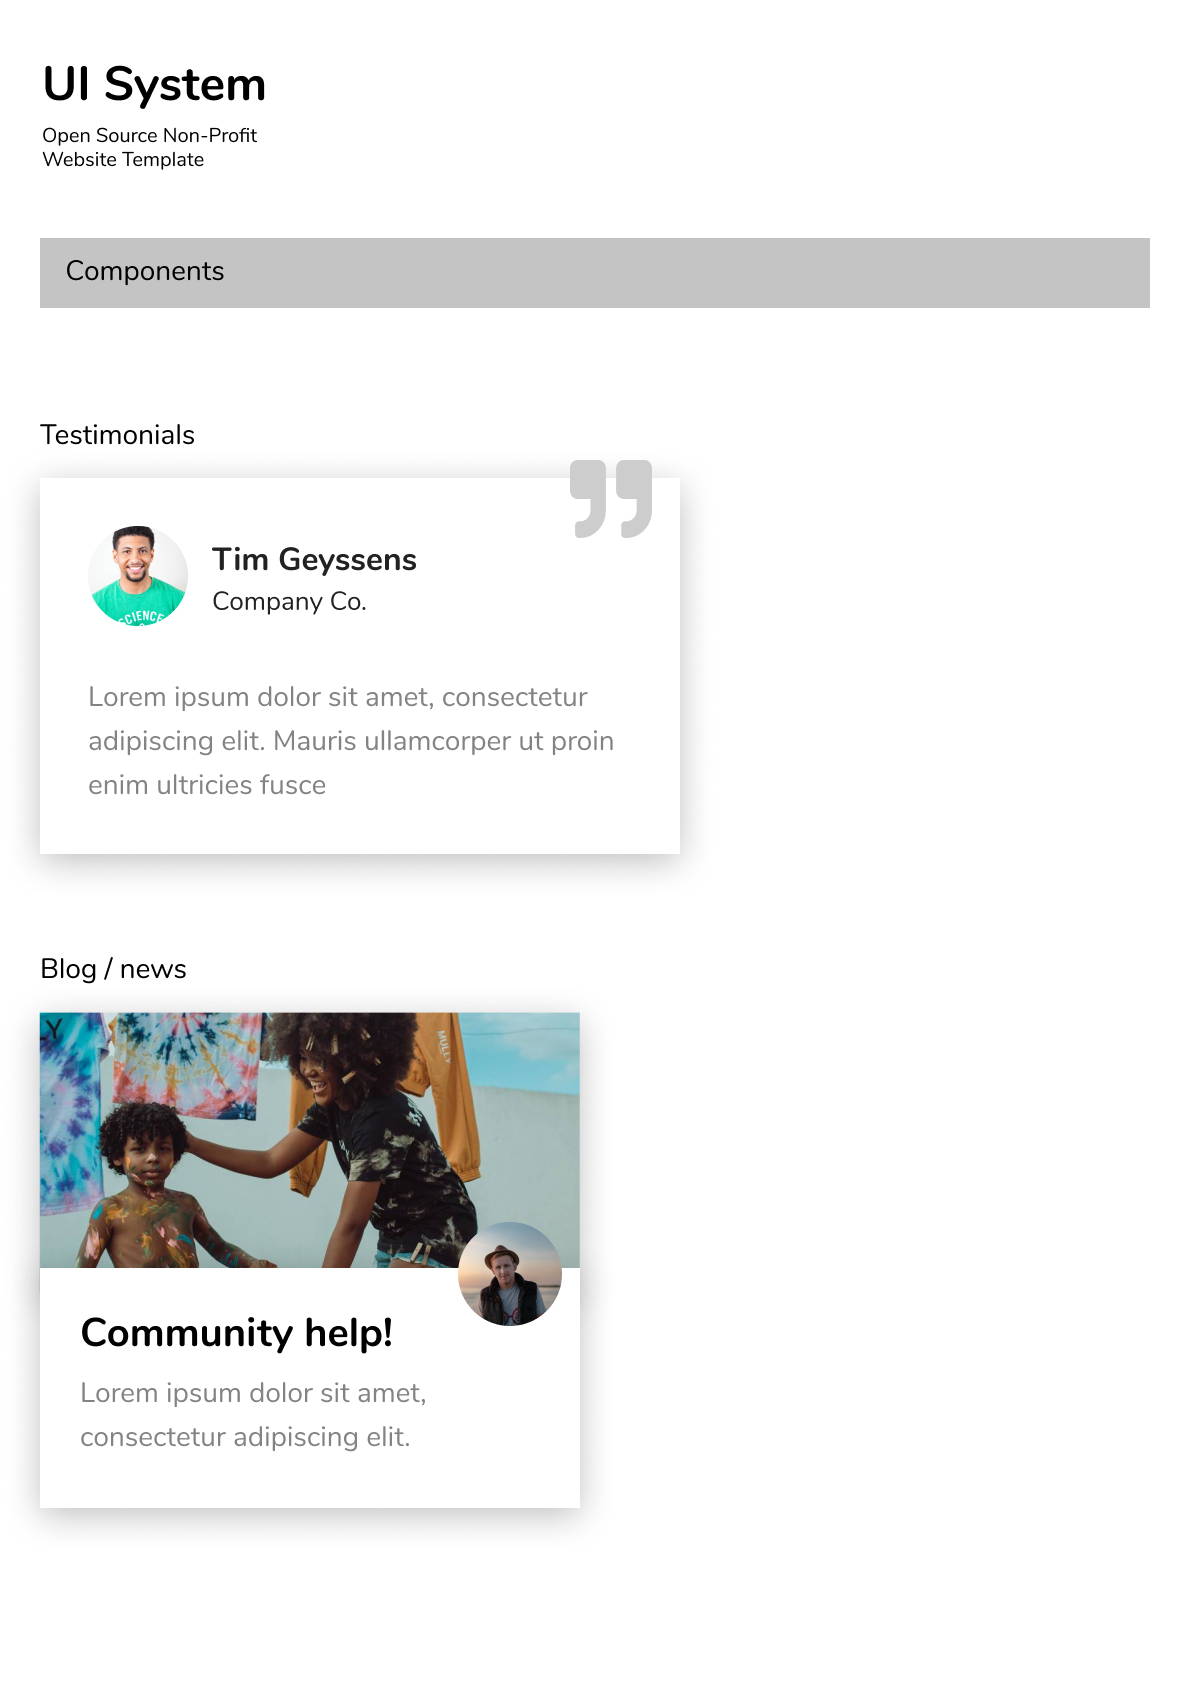 UI System
Open Source Non-Profit
Website Template
Components
Testimonials
Tim Geyssens
Company Co.
SCIENCE
Lorem ipsum dolor sit amet, consectetur
adipiscing elit. Mauris ullamcorper ut proin
enim ultricies fusce
Blog / news
Y
MULLY
Community help!
Lorem ipsum dolor sit amet,
consectetur adipiscing elit.